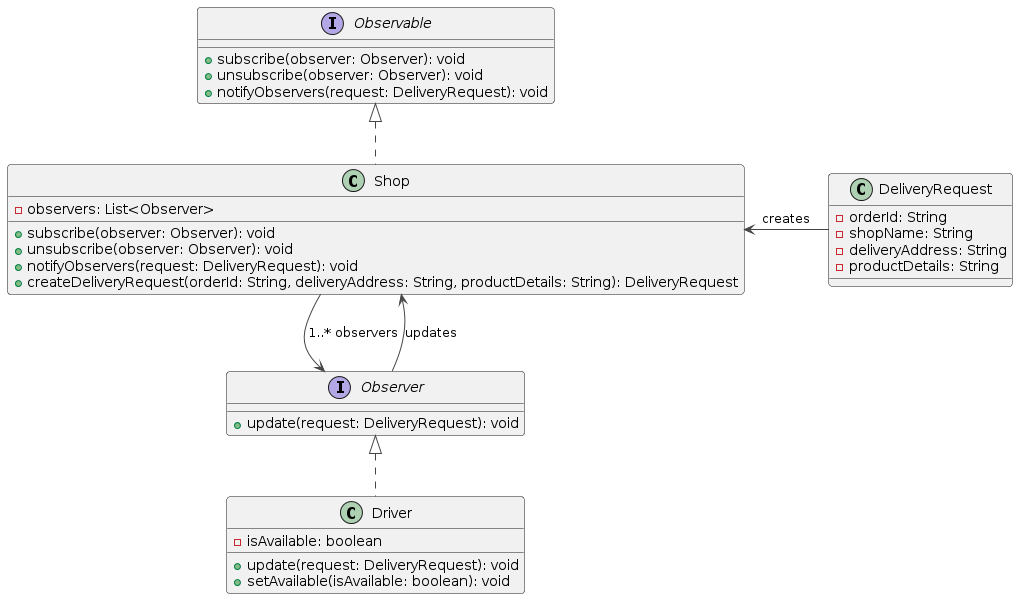 I Observable
subscribe(observer: Observer): void
unsubscribe(observer: Observer): void
notifyObservers(request: DeliveryRequest): void
C Shop
observers: List<Observer>
subscribe(observer: Observer): void
unsubscribe(observer: Observer): void
notifyObservers(request: DeliveryRequest): void
createDeliveryRequest(orderId: String, deliveryAddress: String, productDetails: String): DeliveryRequest
creates
C DeliveryRequest
orderId: String
shopName: String
deliveryAddress: String
productDetails: String
1..* observers
updates
I Observer
update(request: DeliveryRequest): void
C Driver
isAvailable: boolean
update(request: DeliveryRequest): void
setAvailable(isAvailable: boolean): void